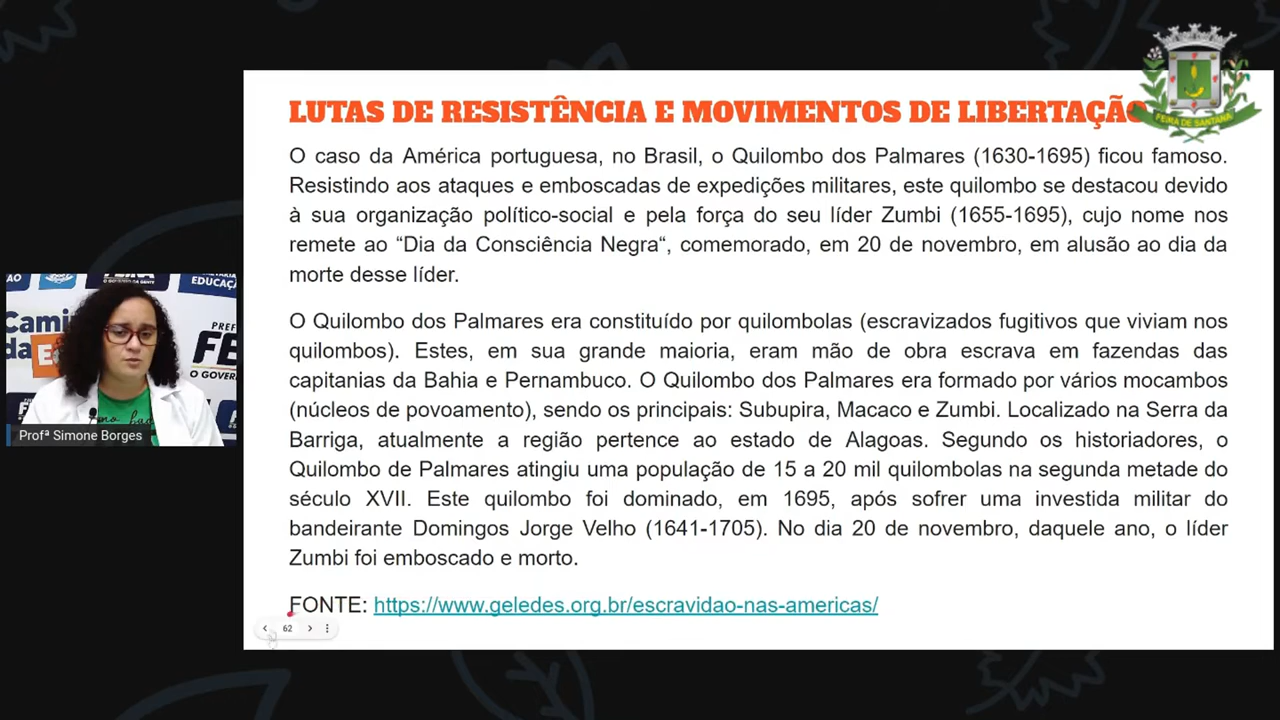 LUTAS DE RESISTÊNCIA E MOVIMENTOS DE LIBERTAÇÃO
FEIRA DE SANTANA
O caso da América portuguesa, no Brasil, o Quilombo dos Palmares (1630-1695) ficou famoso.
Resistindo aos ataques e emboscadas de expedições militares, este quilombo se destacou devido
à sua organização político-social e pela força do seu líder Zumbi (1655-1695), cujo nome nos
remete ao “Dia da Consciência Negra“, comemorado, em 20 de novembro, em alusão ao dia da
morte desse líder.
O Quilombo dos Palmares era constituído por quilombolas (escravizados fugitivos que viviam nos
quilombos). Estes, em sua grande maioria, eram mão de obra escrava em fazendas das
capitanias da Bahia e Pernambuco. O Quilombo dos Palmares era formado por vários mocambos
(núcleos de povoamento), sendo os principais: Subupira, Macaco e Zumbi. Localizado na Serra da
Barriga, atualmente a região pertence ao estado de Alagoas. Segundo os historiadores, o
Quilombo de Palmares atingiu uma população de 15 a 20 mil quilombolas na segunda metade do
século XVII. Este quilombo foi dominado, em 1695, após sofrer uma investida militar do
bandeirante Domingos Jorge Velho (1641-1705). No dia 20 de novembro, daquele ano, o líder
Zumbi foi emboscado e morto.
FONTE: https://www.geledes.org.br/escravidao-nas-americas/
62
EDUCAÇÃ
Cami
da
PREF
FE
O GOVER
Profª Simone Borges